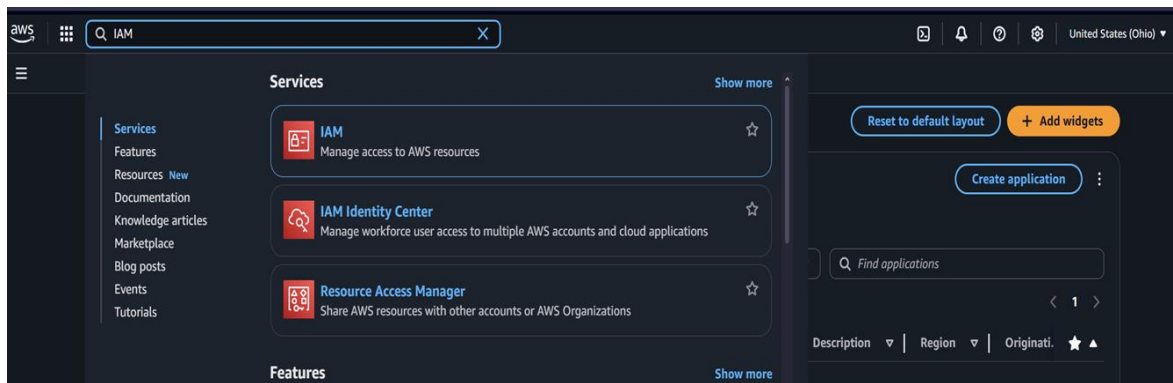 aws
IAM
United States (Ohio)
Services
Show more
Services
Features
Resources New
Documentation
Knowledge articles
Marketplace
Blog posts
Events
Tutorials
IAM
Manage access to AWS resources
IAM Identity Center
Manage workforce user access to multiple AWS accounts and cloud applications
Resource Access Manager
Share AWS resources with other accounts or AWS Organizations
Features
Show more
Reset to default layout
+ Add widgets
Create application
Find applications
1
Description
Region
Originati.